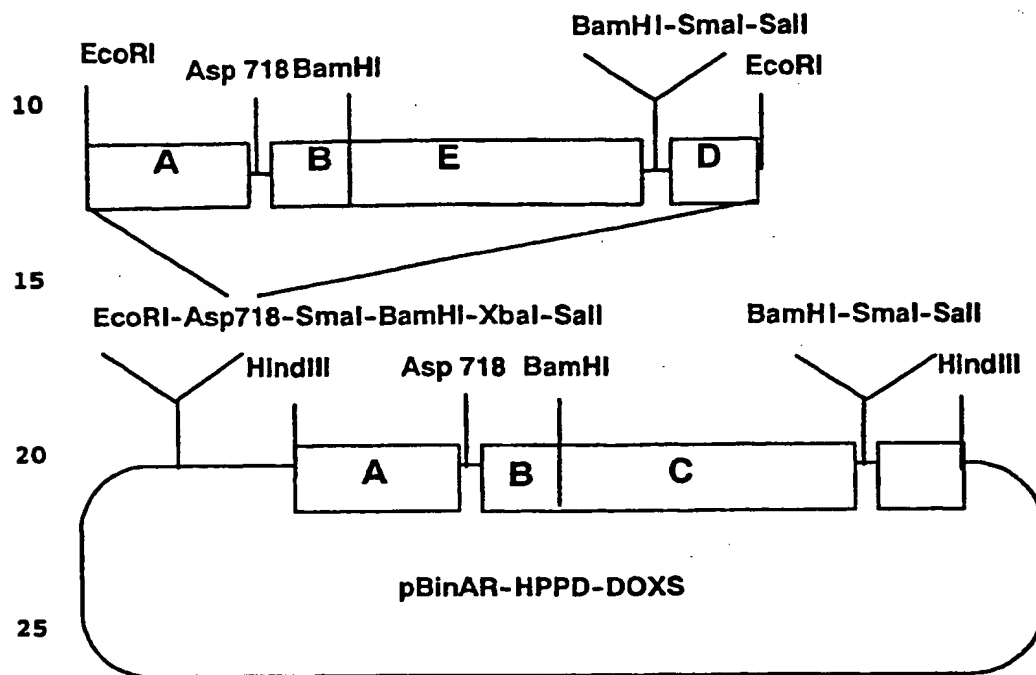 BamHI-SmaI-SalI
EcoRI
Asp 718 BamHI
EcoRI
10
A
B
E
D
15
EcoRI-Asp718-SmaI-BamHI-XbaI-SalI
BamHI-SmaI-SalI
HindIII
Asp 718 BamHI
HindIII
20
A
B
C
pBinAR-HPPD-DOXS
25